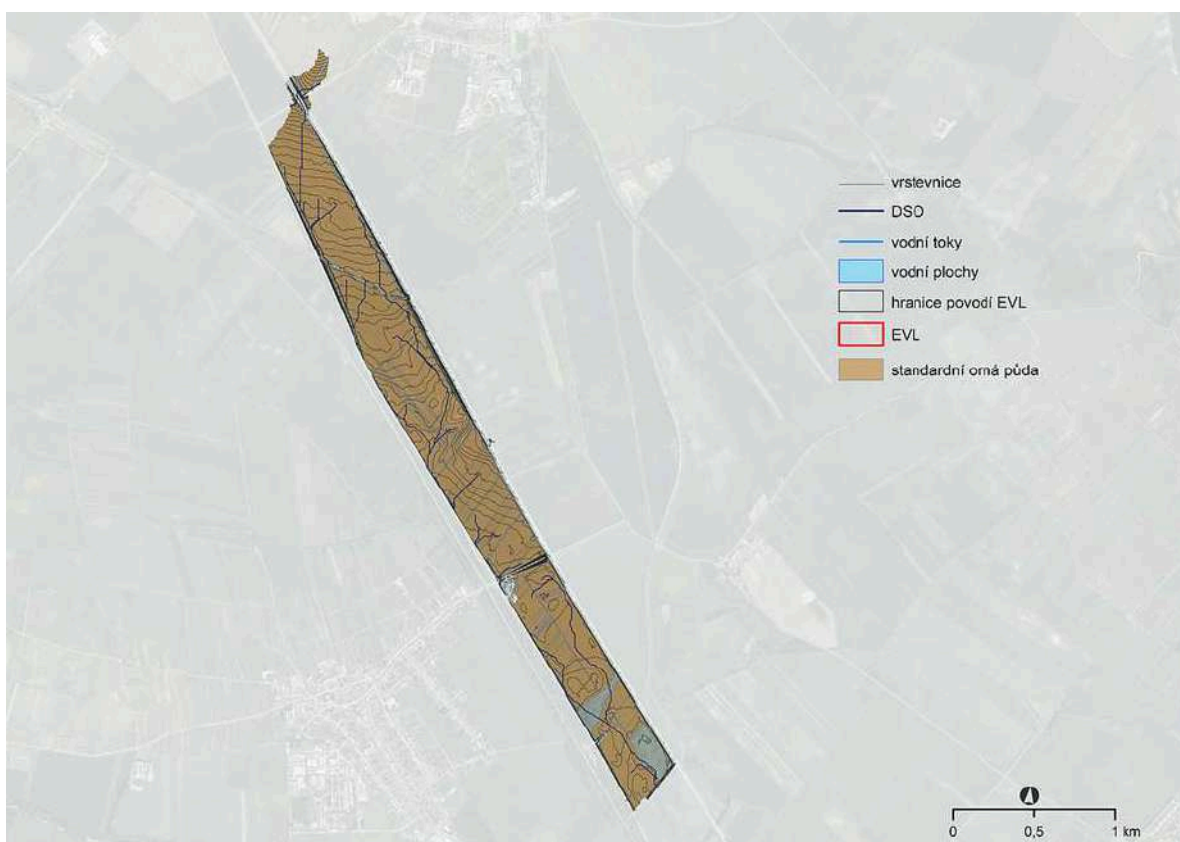 vrstevnice
DSO
vodní toky
vodní plochy
hranice povodí EVL
EVL
standardní orná půda
0 0,5 1 km